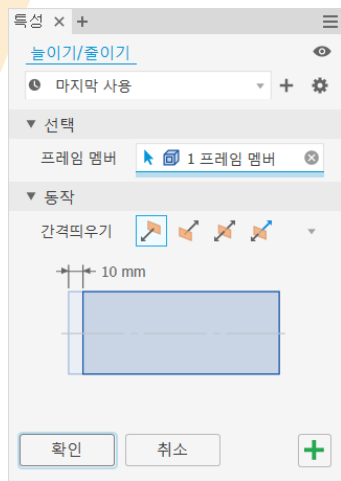 특성 × +
늘이기/줄이기
마지막 사용
▼ 선택
프레임 멤버 1 프레임 멤버
▼ 동작
간격띄우기
10 mm
확인 취소